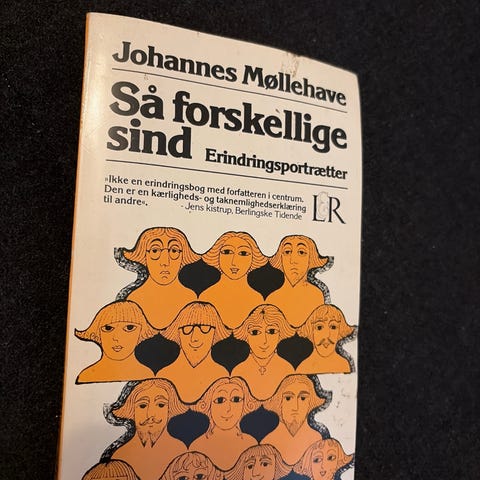 Johannes Møllehave
Så forskellige
sind Erindringsportrætter
»Ikke en erindringsbog med forfatteren i centrum.
Den er en kærligheds- og taknemlighedserklæring
til andre«.
- Jens kistrup, Berlingske Tidende
L&R